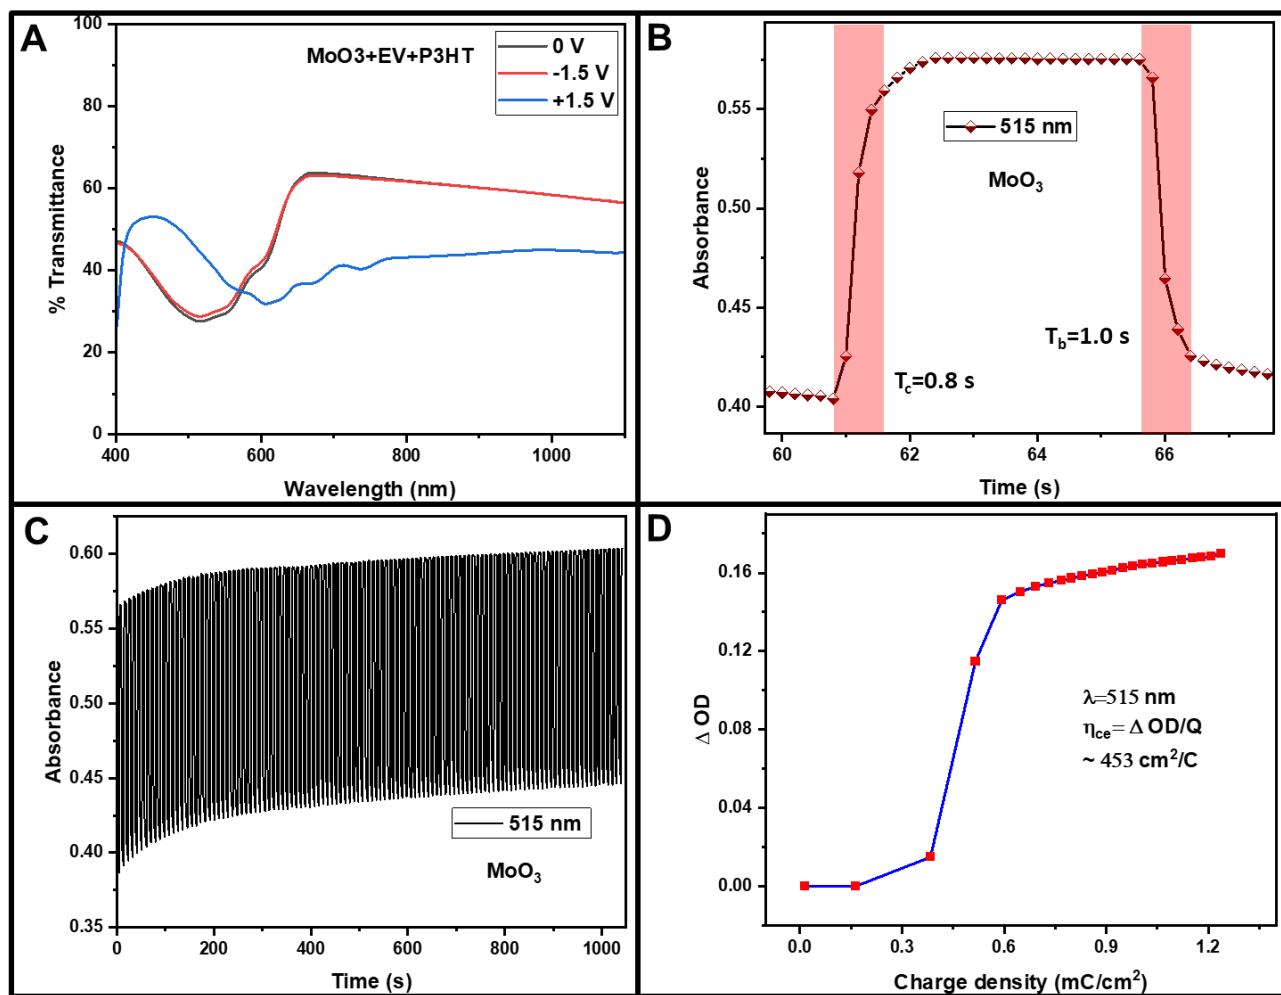 A
MoO3+EV+P3HT
0 V
-1.5 V
+1.5 V
100
80
60
40
20
0
400
600
800
1000
% Transmittance
Wavelength (nm)
B
515 nm
MoO₃
T_b=1.0 s
T_c=0.8 s
0.55
0.50
0.45
0.40
60
62
64
66
Absorbance
Time (s)
C
0.60
0.55
0.50
0.45
0.40
0.35
515 nm
MoO₃
0
200
400
600
800
1000
Absorbance
Time (s)
D
0.16
0.12
0.08
0.04
0.00
λ=515 nm
η_ce= Δ OD/Q
~ 453 cm²/C
0.0
0.3
0.6
0.9
1.2
Δ OD
Charge density (mC/cm²)